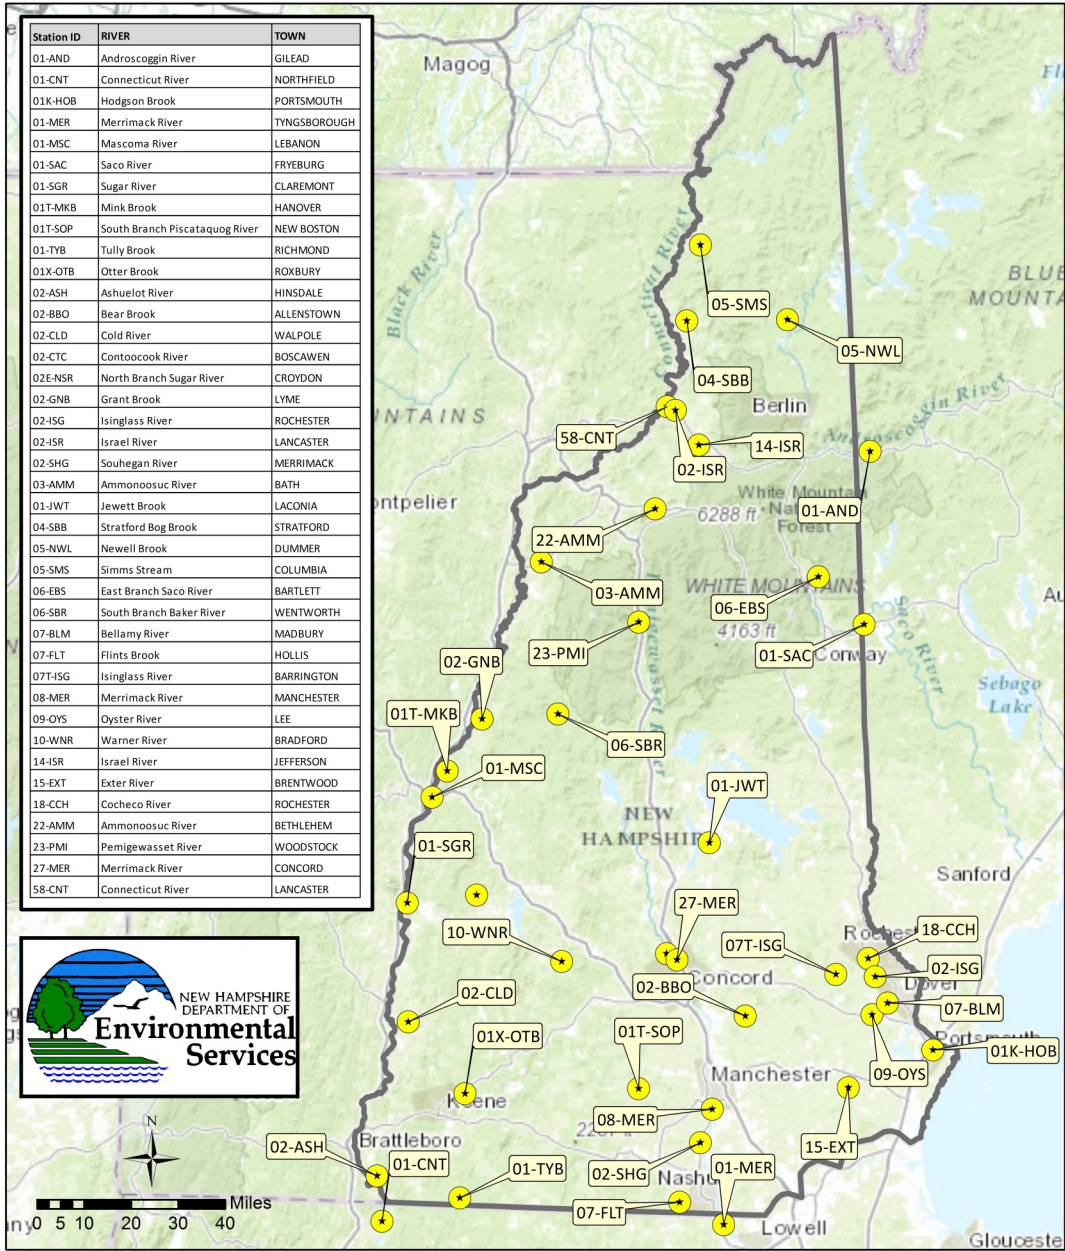 Station ID RIVER TOWN
01-AND Androscoggin River GILEAD
01-CNT Connecticut River NORTHFIELD
01K-HOB Hodgson Brook PORTSMOUTH
01-MER Merrimack River TYNGSBOROUGH
01-MSC Mascoma River LEBANON
01-SAC Saco River FRYEBURG
01-SGR Sugar River CLAREMONT
01T-MKB Mink Brook HANOVER
01T-SOP South Branch Piscataquog River NEW BOSTON
01-TYB Tully Brook RICHMOND
01X-OTB Otter Brook ROXBURY
02-ASH Ashuelot River HINSDALE
02-BBO Bear Brook ALLENSTOWN
02-CLD Cold River WALPOLE
02-CTC Contoocook River BOSCAWEN
02E-NSR North Branch Sugar River CROYDON
02-GNB Grant Brook LYME
02-ISG Isinglass River ROCHESTER
02-ISR Israel River LANCASTER
02-SHG Souhegan River MERRIMACK
03-AMM Ammonoosuc River BATH
01-JWT Jewett Brook LACONIA
04-SBB Stratford Bog Brook STRATFORD
05-NWL Newell Brook DUMMER
05-SMS Simms Stream COLUMBIA
06-EBS East Branch Saco River BARTLETT
06-SBR South Branch Baker River WENTWORTH
07-BLM Bellamy River MADBURY
07-FLT Flints Brook HOLLIS
07T-ISG Isinglass River BARRINGTON
08-MER Merrimack River MANCHESTER
09-OYS Oyster River LEE
10-WNR Warner River BRADFORD
14-ISR Israel River JEFFERSON
15-EXT Exter River BRENTWOOD
18-CCH Cocheco River ROCHESTER
22-AMM Ammonoosuc River BETHLEHEM
23-PMI Pemigewasset River WOODSTOCK
27-MER Merrimack River CONCORD
58-CNT Connecticut River LANCASTER
Magog
Connecticut River
Black River
BLUE
MOUNTA
05-SMS
05-NWL
04-SBB
Berlin
Androscoggin River
UNTAINS
58-CNT
14-ISR
02-ISR
ontpelier
White Mountain
6288 ft
Forest
01-AND
22-AMM
WHITE MOUNTAINS
03-AMM
06-EBS
4163 ft
23-PMI
01-SAC
Conway
Saco River
Sebago
Lake
02-GNB
01T-MKB
06-SBR
01-MSC
01-JWT
NEW
HAMPSHIRE
01-SGR
Sanford
27-MER
10-WNR
07T-ISG
18-CCH
02-ISG
Concord
02-BBO
Dover
02-CLD
07-BLM
01X-OTB
01T-SOP
Portsmouth
01K-HOB
09-OYS
Manchester
Keene
08-MER
15-EXT
Brattleboro
02-ASH
01-CNT
01-TYB
02-SHG
01-MER
07-FLT
Lowell
Glouceste
NEW HAMPSHIRE
DEPARTMENT OF
Environmental
Services
N
Miles
0 5 10 20 30 40